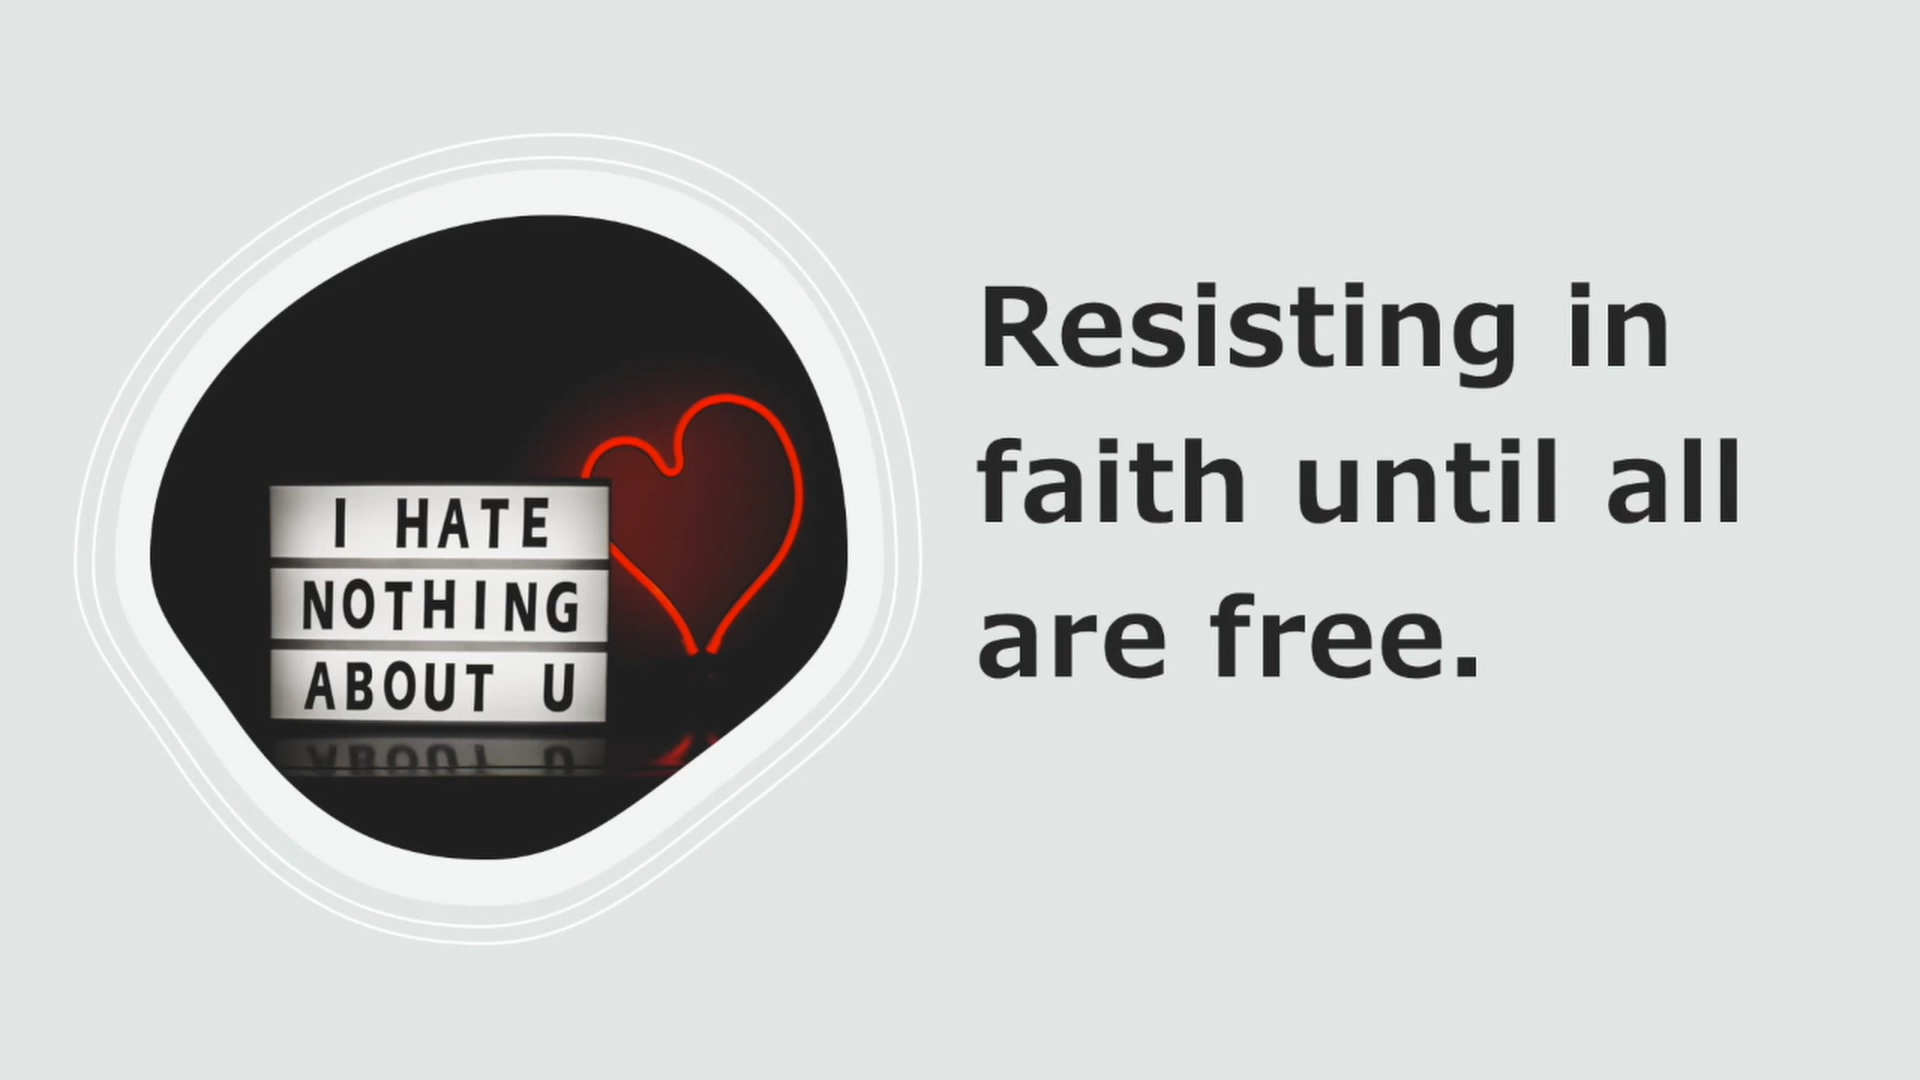 I HATE
NOTHING
ABOUT U
Resisting in
faith until all
are free.